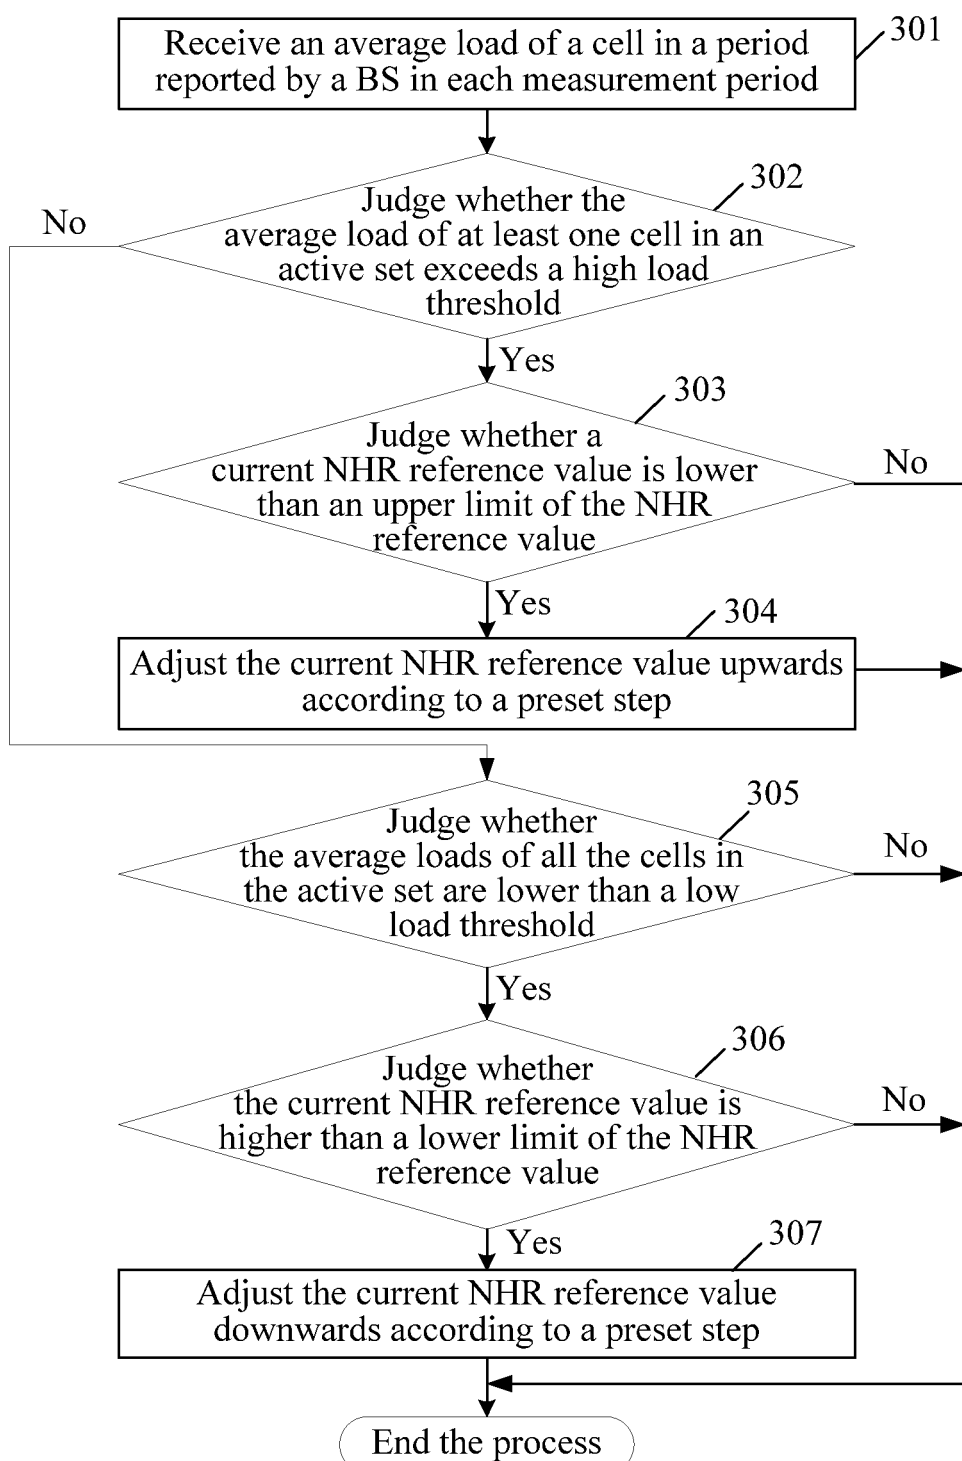 Receive an average load of a cell in a period
reported by a BS in each measurement period
301
302
Judge whether the
average load of at least one cell in an
active set exceeds a high load
threshold
No
Yes
303
Judge whether a
current NHR reference value is lower
than an upper limit of the NHR
reference value
No
Yes
304
Adjust the current NHR reference value upwards
according to a preset step
305
Judge whether
the average loads of all the cells in
the active set are lower than a low
load threshold
No
Yes
306
Judge whether
the current NHR reference value is
higher than a lower limit of the NHR
reference value
No
Yes
307
Adjust the current NHR reference value
downwards according to a preset step
End the process